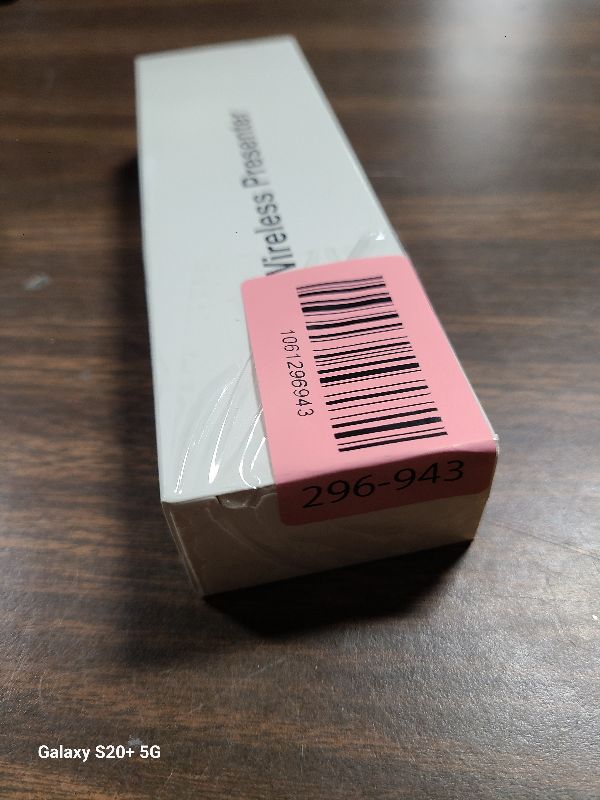 Wireless Presenter
1061296943
296-943
Galaxy S20+ 5G